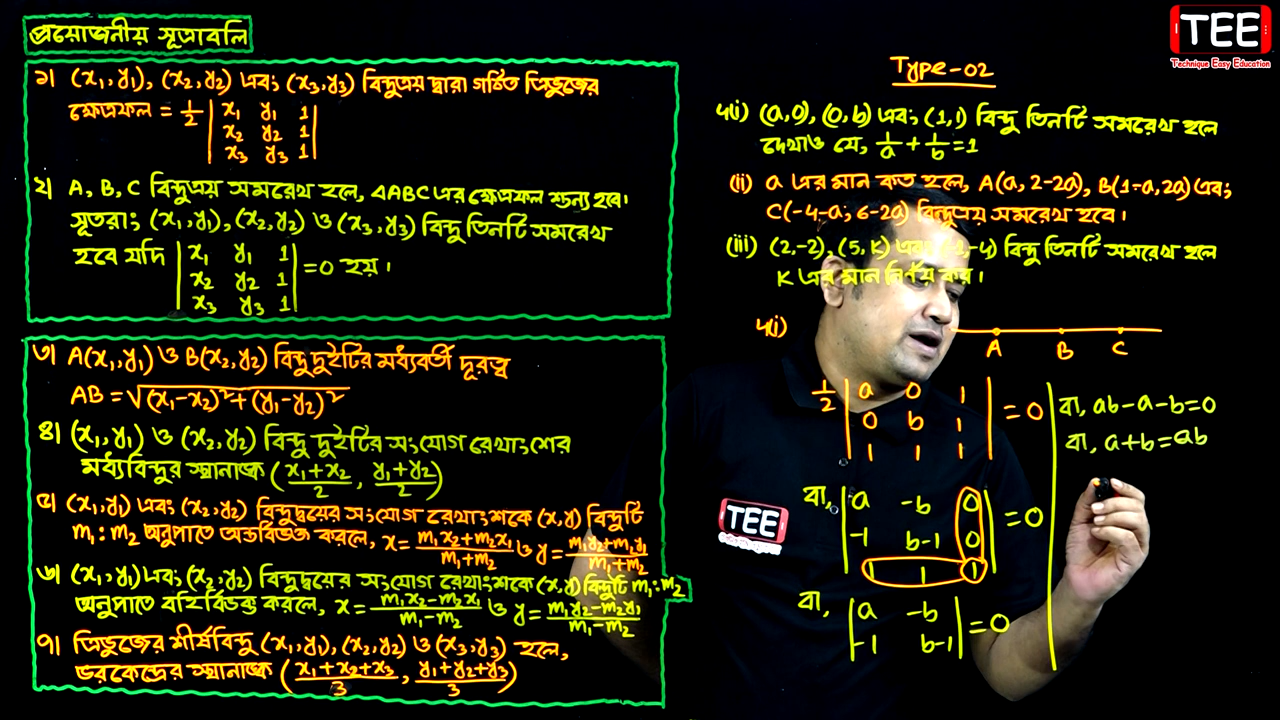 প্রয়োজনীয় সূত্রাবলি
TEE
Technique Easy Education
১। (x₁, y₁), (x₂, y₂) এবং (x₃, y₃) বিন্দুত্রয় দ্বারা গঠিত ত্রিভুজের
ক্ষেত্রফল = 1/2 | x₁ y₁ 1 |
| x₂ y₂ 1 |
| x₃ y₃ 1 |
২। A, B, C বিন্দুত্রয় সমরেখ হলে, ΔABC এর ক্ষেত্রফল শূন্য হবে।
সুতরাং (x₁, y₁), (x₂, y₂) ও (x₃, y₃) বিন্দু তিনটি সমরেখ
হবে যদি | x₁ y₁ 1 |
| x₂ y₂ 1 | = 0 হয়।
| x₃ y₃ 1 |
৩। A(x₁, y₁) ও B(x₂, y₂) বিন্দু দুইটির মধ্যবর্তী দূরত্ব
AB = √(x₁-x₂)²+(y₁-y₂)²
৪। (x₁, y₁) ও (x₂, y₂) বিন্দু দুইটির সংযোগ রেখাংশের
মধ্যবিন্দুর স্থানাঙ্ক ((x₁+x₂)/2, (y₁+y₂)/2)
৫। (x₁, y₁) এবং (x₂, y₂) বিন্দুদ্বয়ের সংযোগ রেখাংশকে (x, y) বিন্দুটি
m₁:m₂ অনুপাতে অন্তর্বিভক্ত করলে, x = (m₁x₂+m₂x₁)/(m₁+m₂) ও y = (m₁y₂+m₂y₁)/(m₁+m₂)
৬। (x₁, y₁) এবং (x₂, y₂) বিন্দুদ্বয়ের সংযোগ রেখাংশকে (x, y) বিন্দুটি m₁:m₂
অনুপাতে বহির্বিভক্ত করলে, x = (m₁x₂-m₂x₁)/(m₁-m₂) ও y = (m₁y₂-m₂y₁)/(m₁-m₂)
৭। ত্রিভুজের শীর্ষবিন্দু (x₁, y₁), (x₂, y₂) ও (x₃, y₃) হলে,
ভরকেন্দ্রের স্থানাঙ্ক ((x₁+x₂+x₃)/3, (y₁+y₂+y₃)/3)
Type-02
৭(i) (a,0), (0,b) এবং (1,1) বিন্দু তিনটি সমরেখ হলে
দেখাও যে, 1/a + 1/b = 1
(ii) a এর মান কত হলে, A(a, 2-2a), B(1-a, 2a) এবং
C(-4-a, 6-2a) বিন্দুত্রয় সমরেখ হবে।
(iii) (2,-2), (5, K) এবং (-1,-4) বিন্দু তিনটি সমরেখ হলে
K এর মান নির্ণয় কর।
৭(i)
A B C
1/2 | a 0 1 |
| 0 b 1 | = 0
| 1 1 1 |
বা, | a -b 0 |
| -1 b-1 0 | = 0
| 1 1 1 |
বা, | a -b | = 0
| -1 b-1 |
বা, ab-a-b=0
বা, a+b=ab
TEE